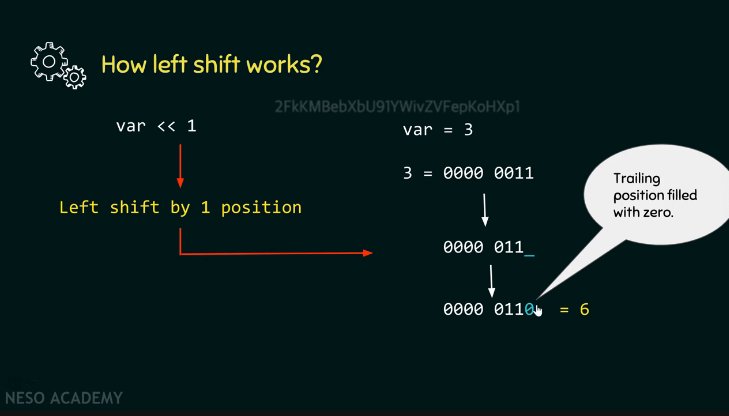 How left shift works?
2FkKMBebXbU91YWivZVFepKoHXp1
var << 1
Left shift by 1 position
var = 3
3 = 0000 0011
0000 011_
0000 0110 = 6
Trailing
position filled
with zero.
NESO ACADEMY